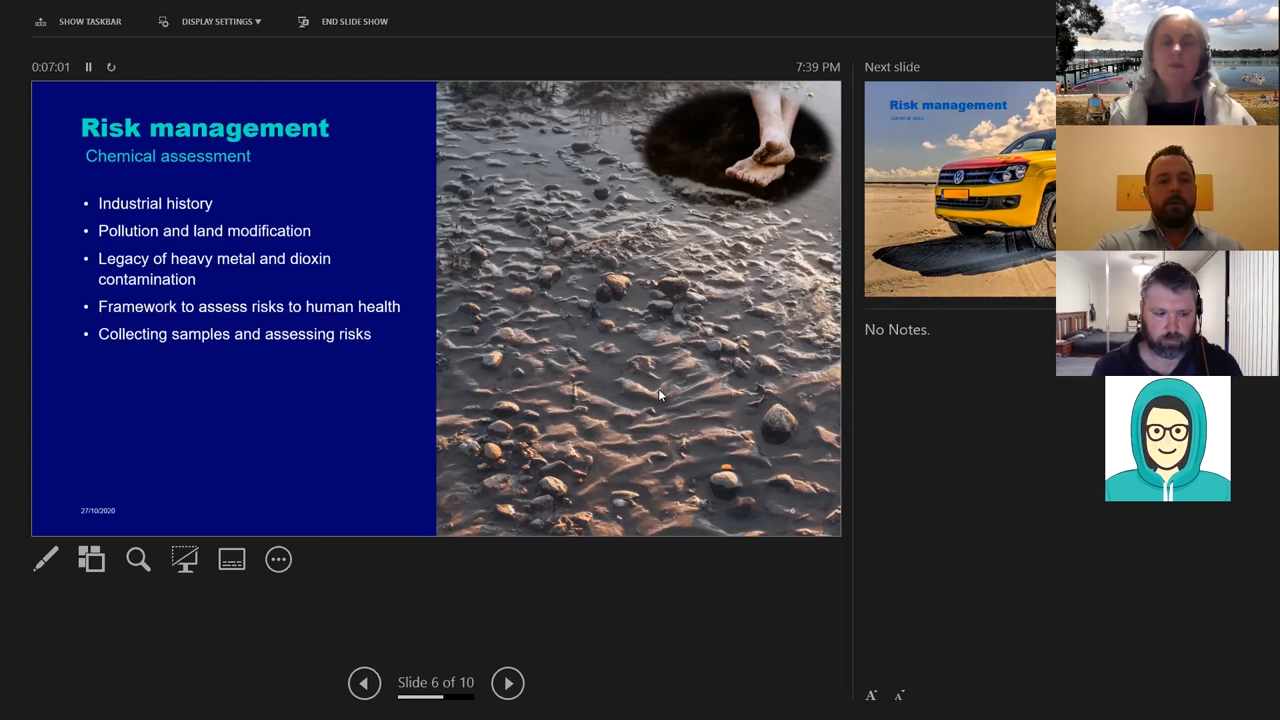 SHOW TASKBAR
DISPLAY SETTINGS
END SLIDE SHOW
0:07:01
7:39 PM
Risk management
Chemical assessment
• Industrial history
• Pollution and land modification
• Legacy of heavy metal and dioxin
contamination
• Framework to assess risks to human health
• Collecting samples and assessing risks
27/10/2020
6
Slide 6 of 10
Next slide
Risk management
No Notes.
A
A